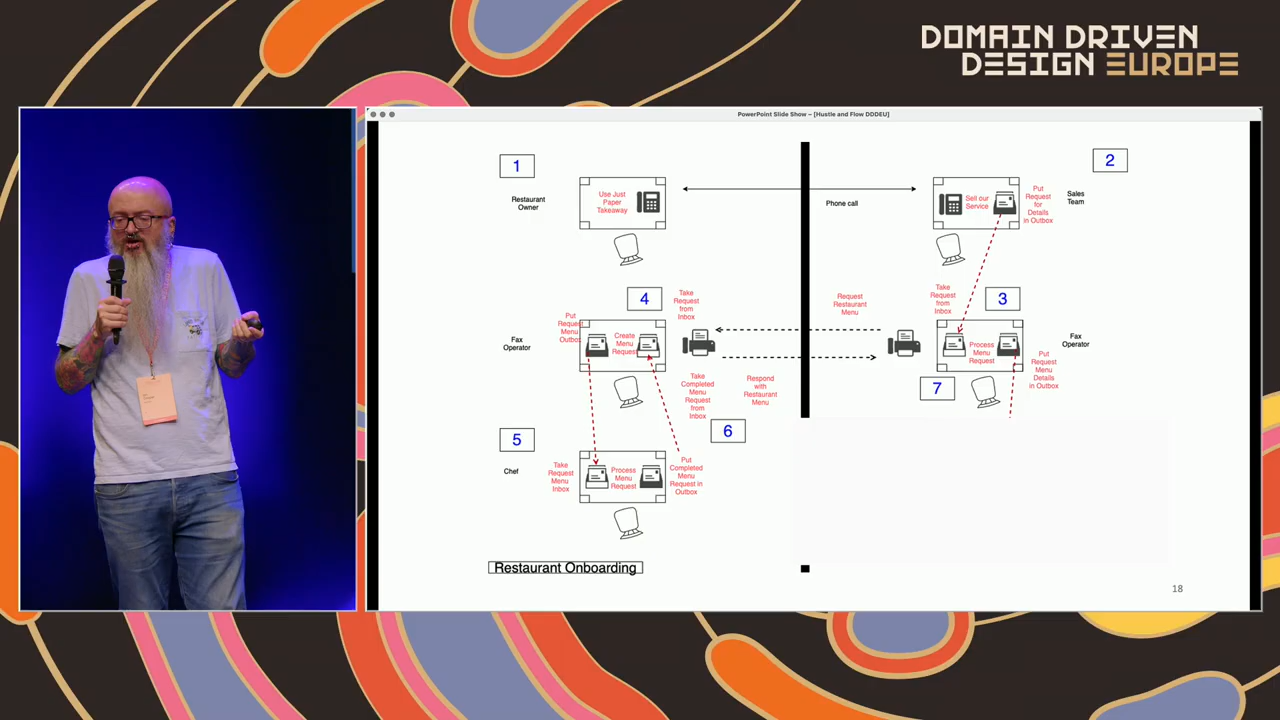 DOMAIN DRIVEN
DESIGN EUROPE
PowerPoint Slide Show – [Hustle and Flow DDDEU]
1
Restaurant
Owner
Use Just
Paper
Takeaway
Phone call
2
Sell our
Service
Put
Request
for
Details
in Outbox
Sales
Team
4
Take
Request
from
Inbox
Put
Request
Menu
Outbox
Fax
Operator
Create
Menu
Request
Request
Restaurant
Menu
Take
Request
from
Inbox
3
Process
Menu
Request
Fax
Operator
Put
Request
Menu
Details
in Outbox
7
Take
Completed
Menu
Request
from
Inbox
Respond
with
Restaurant
Menu
6
5
Chef
Take
Request
Menu
Inbox
Process
Menu
Request
Put
Completed
Menu
Request in
Outbox
Restaurant Onboarding
18